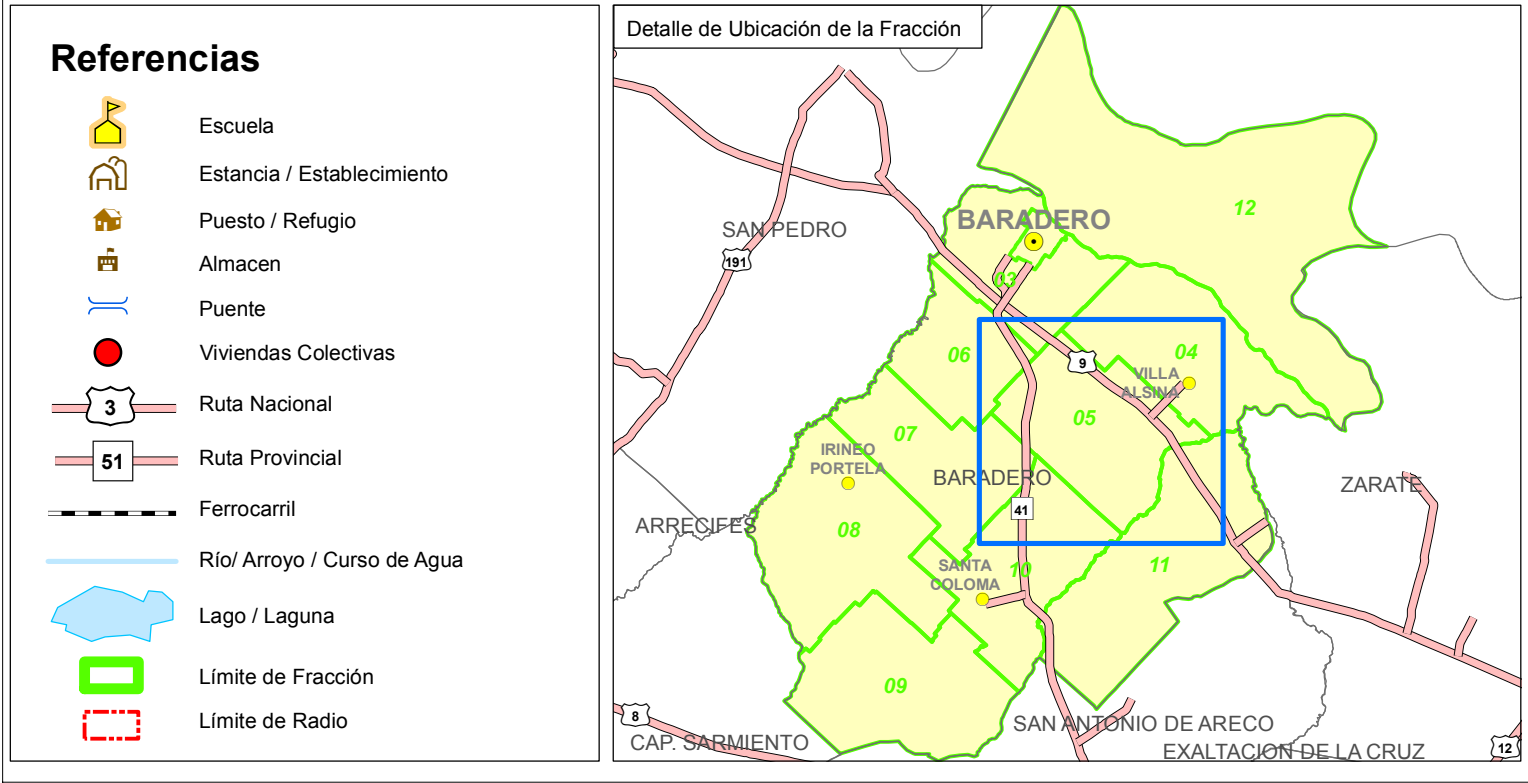 Referencias
Escuela
Estancia / Establecimiento
Puesto / Refugio
Almacen
Puente
Viviendas Colectivas
3
Ruta Nacional
51
Ruta Provincial
Ferrocarril
Río/ Arroyo / Curso de Agua
Lago / Laguna
Límite de Fracción
Límite de Radio
Detalle de Ubicación de la Fracción
12
BARADERO
SAN PEDRO
191
03
04
06
9
VILLA
ALSINA
05
07
IRINEO
PORTELA
BARADERO
ZARATE
41
ARRECIFES
08
SANTA
COLOMA
10
11
09
8
SAN ANTONIO DE ARECO
CAP. SARMIENTO
EXALTACION DE LA CRUZ
12